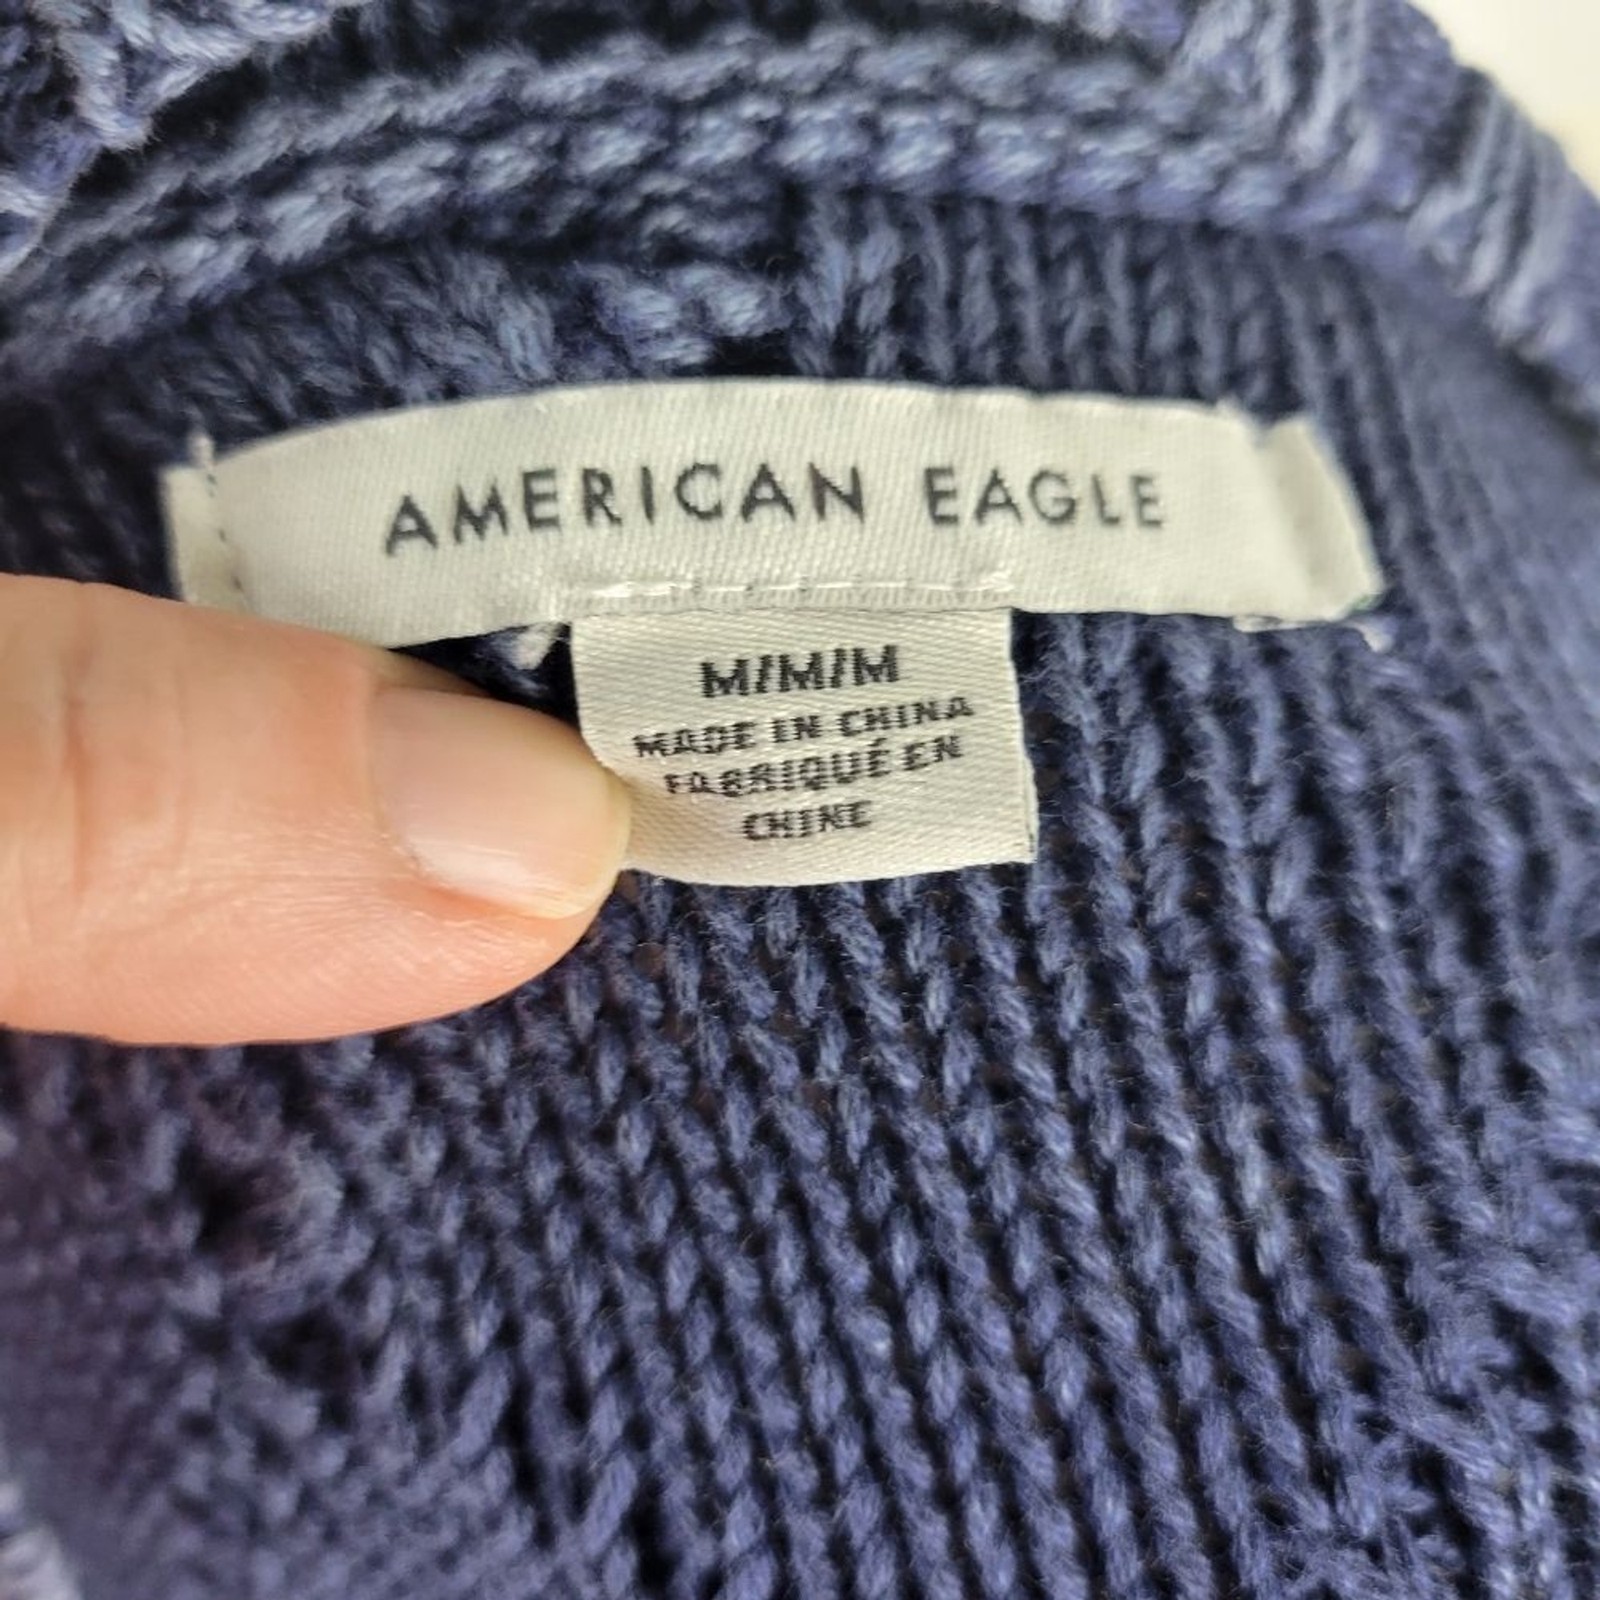 AMERICAN EAGLE
M/M/M
MADE IN CHINA
FABRIQUÉ EN
CHINE